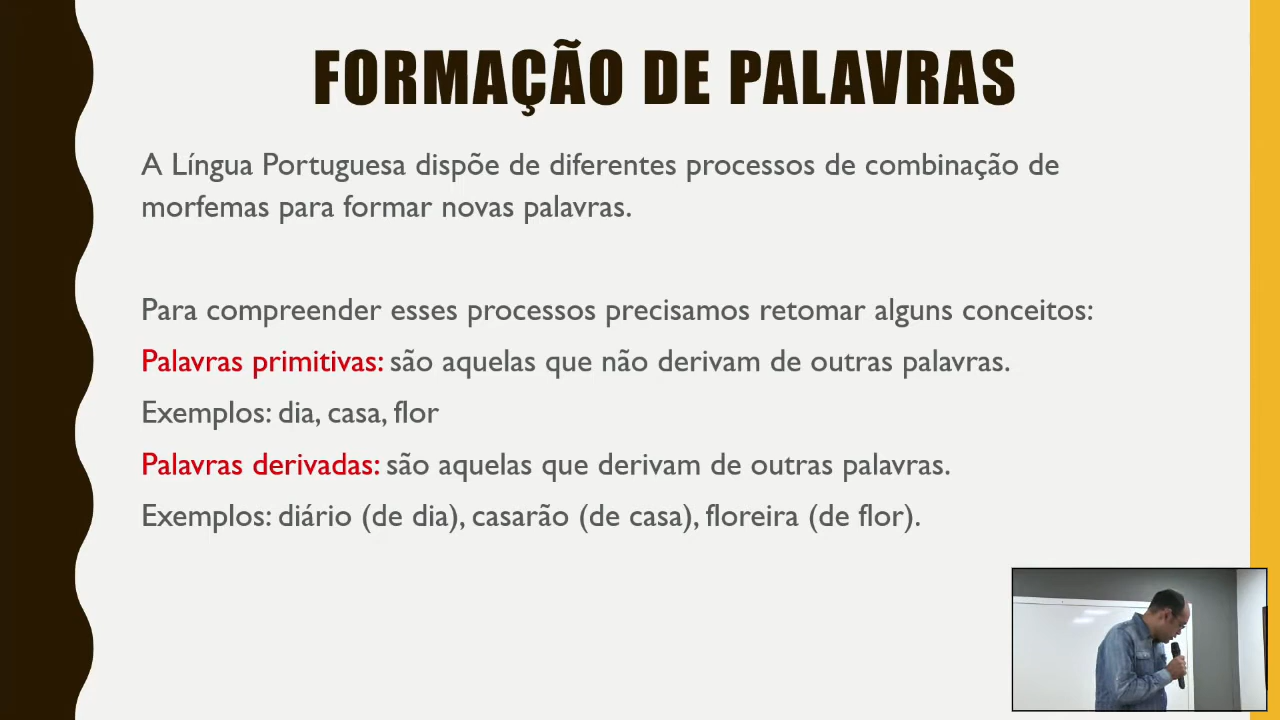 FORMAÇÃO DE PALAVRAS
A Língua Portuguesa dispõe de diferentes processos de combinação de
morfemas para formar novas palavras.
Para compreender esses processos precisamos retomar alguns conceitos:
Palavras primitivas: são aquelas que não derivam de outras palavras.
Exemplos: dia, casa, flor
Palavras derivadas: são aquelas que derivam de outras palavras.
Exemplos: diário (de dia), casarão (de casa), floreira (de flor).